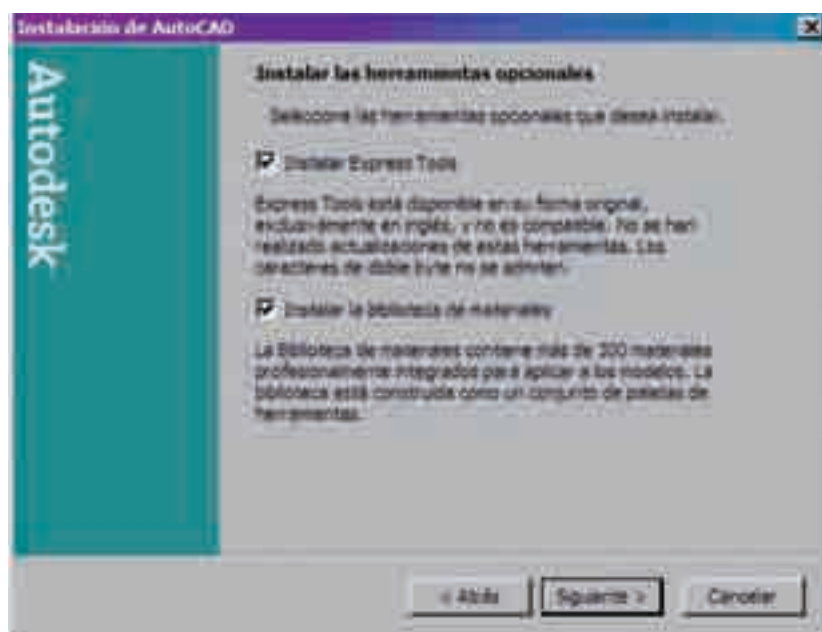 Instalación de AutoCAD
Autodesk
Instalar las herramientas opcionales
Seleccione las herramientas opcionales que desea instalar.
Instalar Express Tools
Express Tools está disponible en su forma original,
exclusivamente en inglés, y no es compatible. No se han
realizado actualizaciones de estas herramientas. Los
caracteres de doble byte no se admiten.
Instalar la biblioteca de materiales
La Biblioteca de materiales contiene más de 300 materiales
profesionalmente integrados para aplicar a los modelos. La
biblioteca está construida como un conjunto de paletas de
herramientas.
< Atrás
Siguiente >
Cancelar